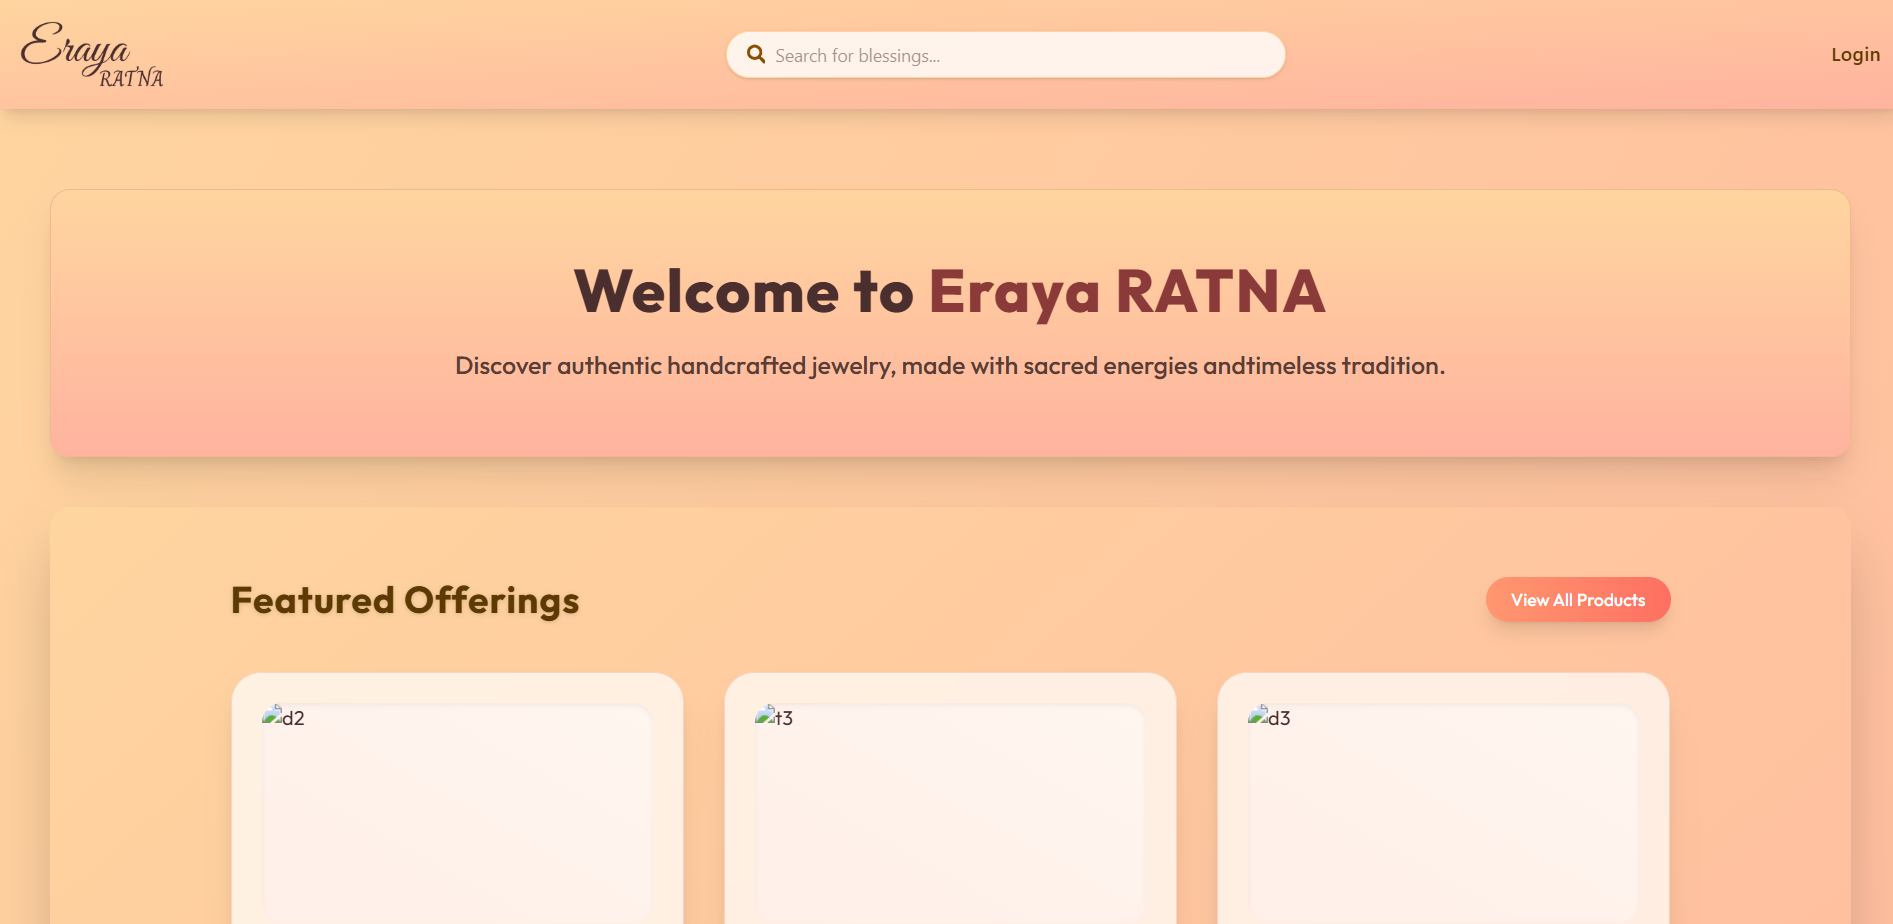 Eraya
RATNA
Search for blessings...
Login
Welcome to Eraya RATNA
Discover authentic handcrafted jewelry, made with sacred energies andtimeless tradition.
Featured Offerings
View All Products
d2
t3
d3